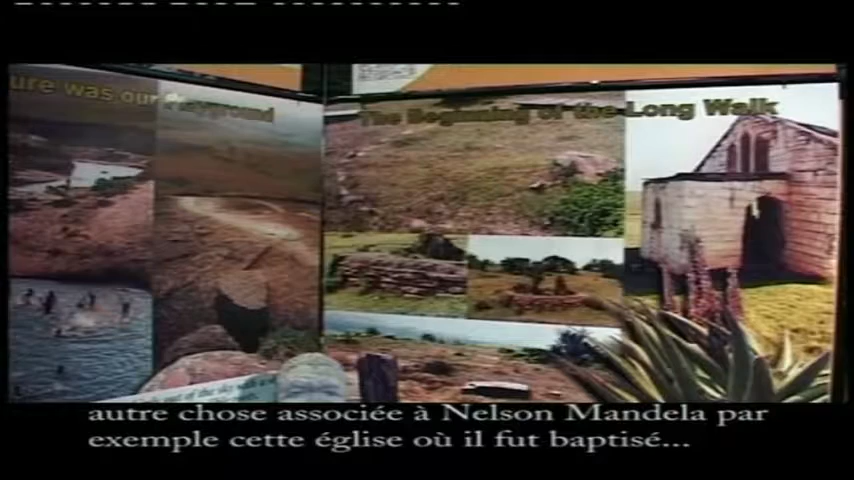 ure was our Playground
The Beginning of the Long Walk
autre chose associée à Nelson Mandela par
exemple cette église où il fut baptisé...